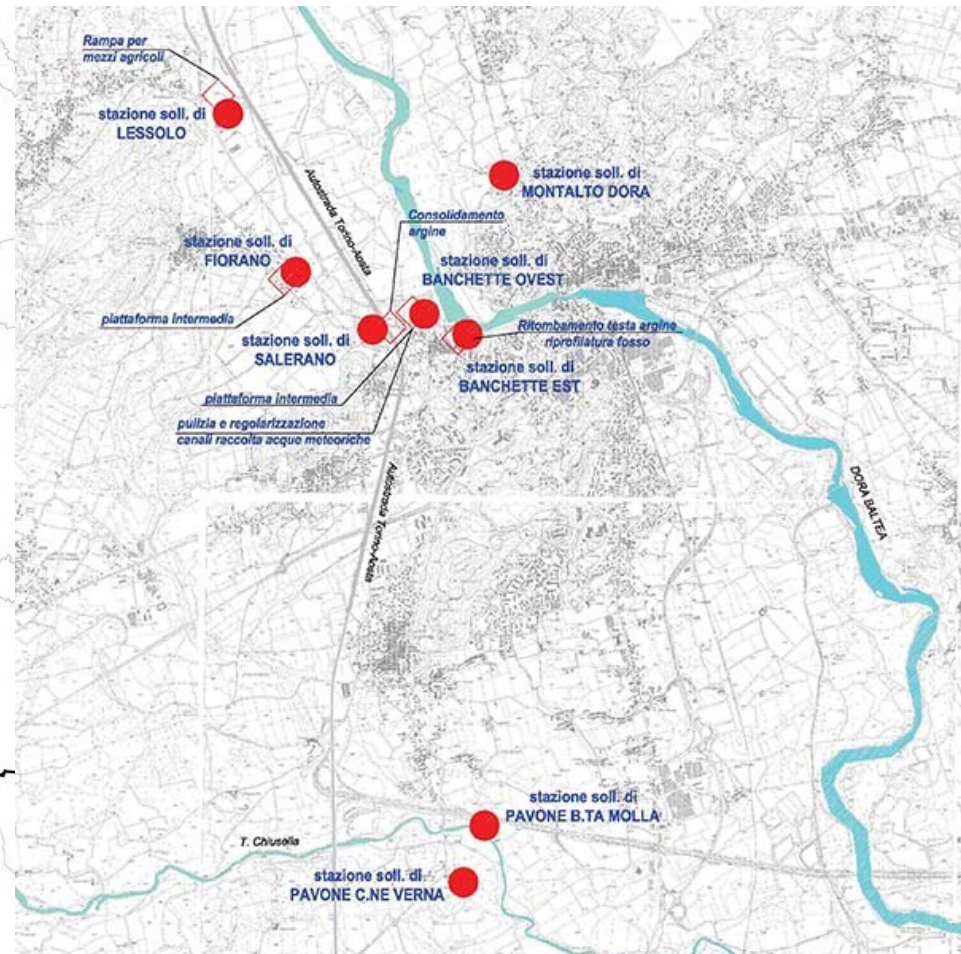 Rampa per
mezzi agricoli
stazione soll. di
LESSOLO
Autostrada Torino-Aosta
stazione soll. di
MONTALTO DORA
Consolidamento
argine
stazione soll. di
FIORANO
stazione soll. di
BANCHETTE OVEST
piattaforma intermedia
stazione soll. di
SALERANO
Ritombamento testa argine
riprofilatura fosso
stazione soll. di
BANCHETTE EST
piattaforma intermedia
pulizia e regolarizzazione
canali raccolta acque meteoriche
Autostrada Torino-Aosta
DORA BALTEA
stazione soll. di
PAVONE B.TA MOLLA
T. Chiusella
stazione soll. di
PAVONE C.NE VERNA